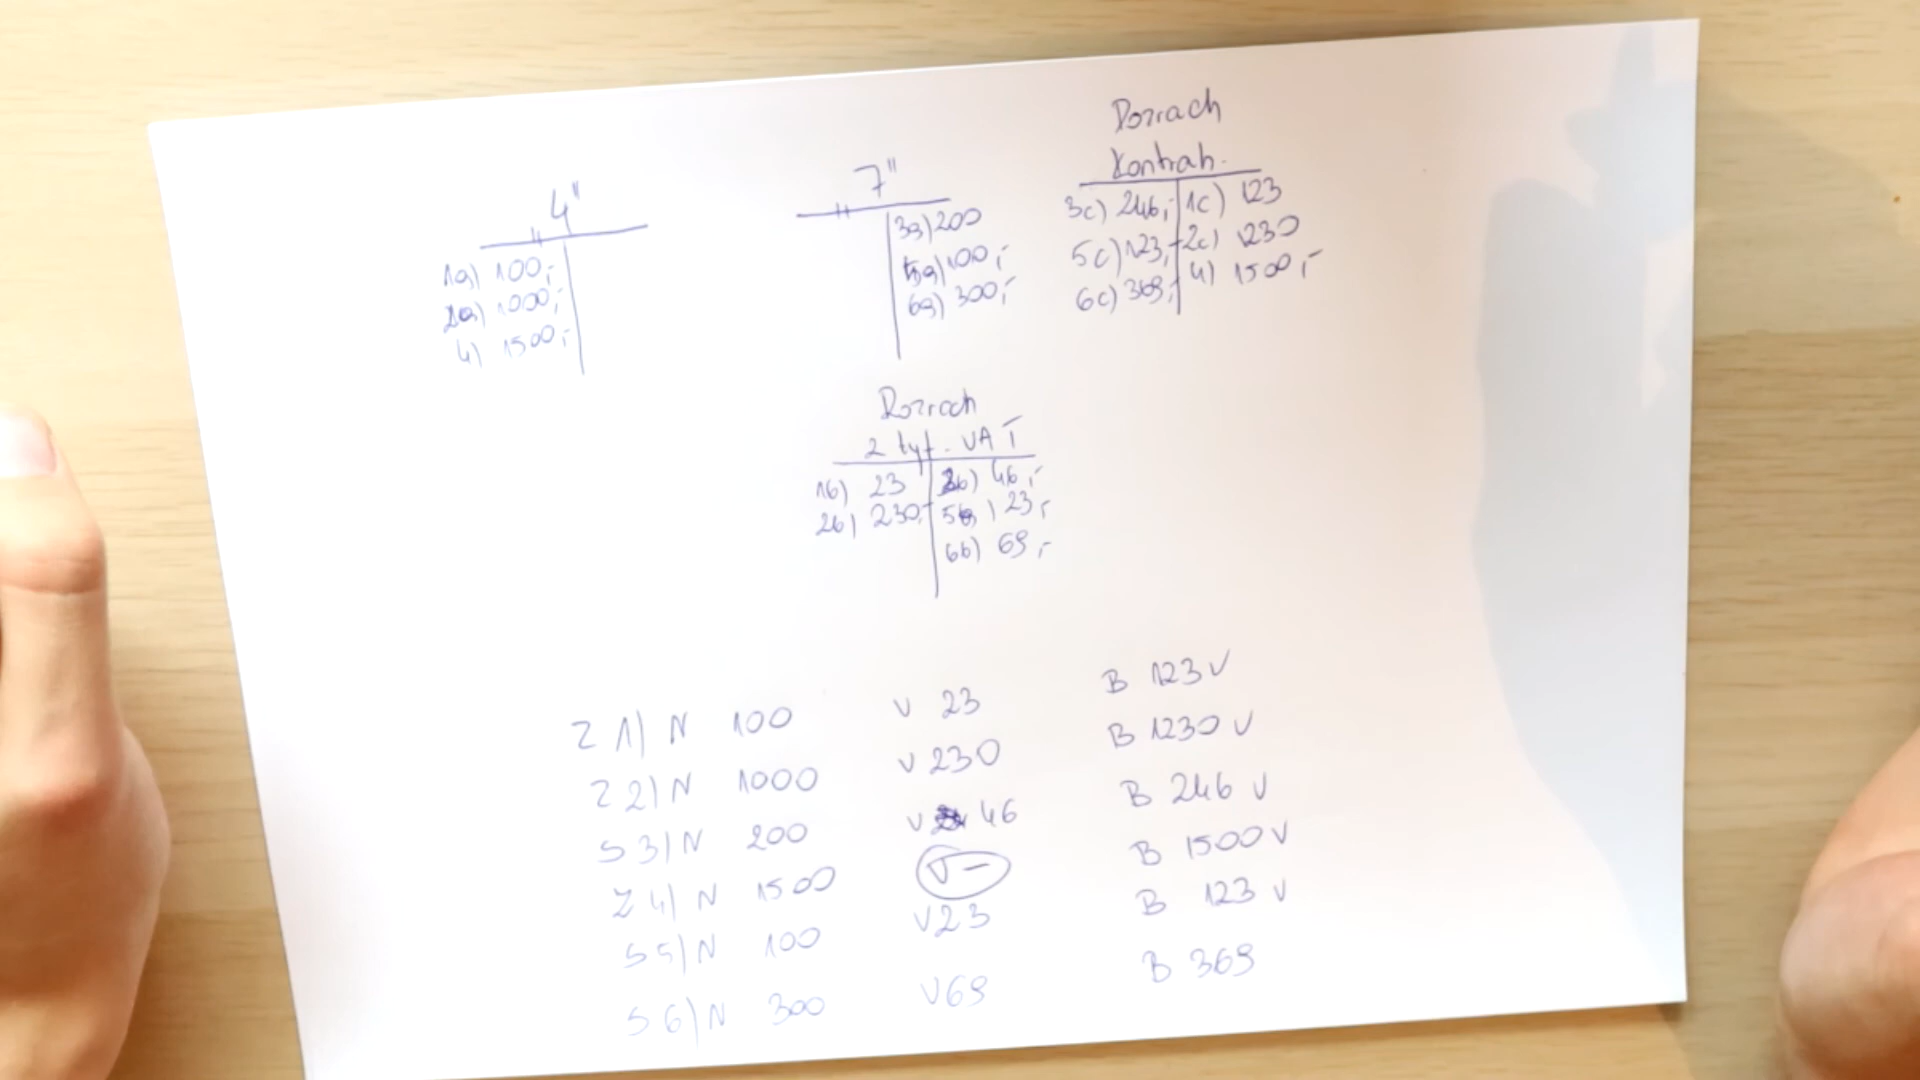 4"
1a) 100,-
2a) 1000,-
4) 1500,-
7"
3a) 200
5a) 100,-
6a) 300,-
Rozrach
Kontrah.
3c) 246,- 1c) 123
5c) 123,- 2c) 1230
6c) 369,- 4) 1500,-
Rozrach
z tyt. VAT
1b) 23 3b) 46,-
2b) 230,- 5b) 23,-
6b) 69,-
Z 1) N 100 V 23 B 123 V
Z 2) N 1000 V 230 B 1230 V
S 3) N 200 V 46 B 246 V
Z 4) N 1500 V - B 1500 V
S 5) N 100 V 23 B 123 V
S 6) N 300 V 69 B 369